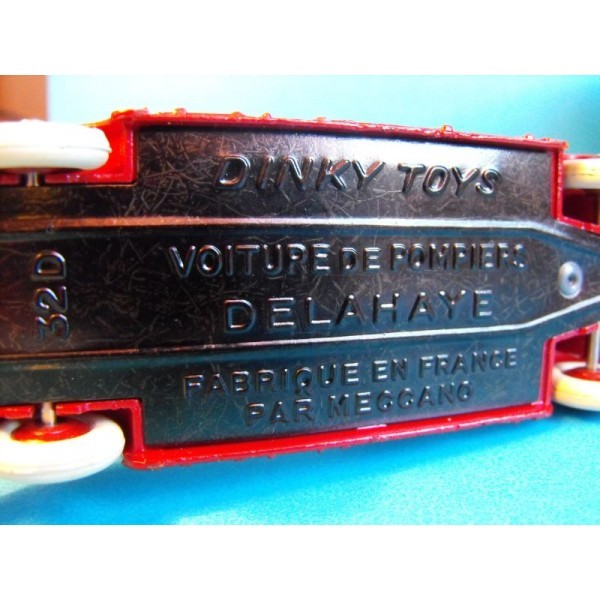 DINKY TOYS
VOITURE DE POMPIERS
DELAHAYE
FABRIQUE EN FRANCE
PAR MECCANO
32D